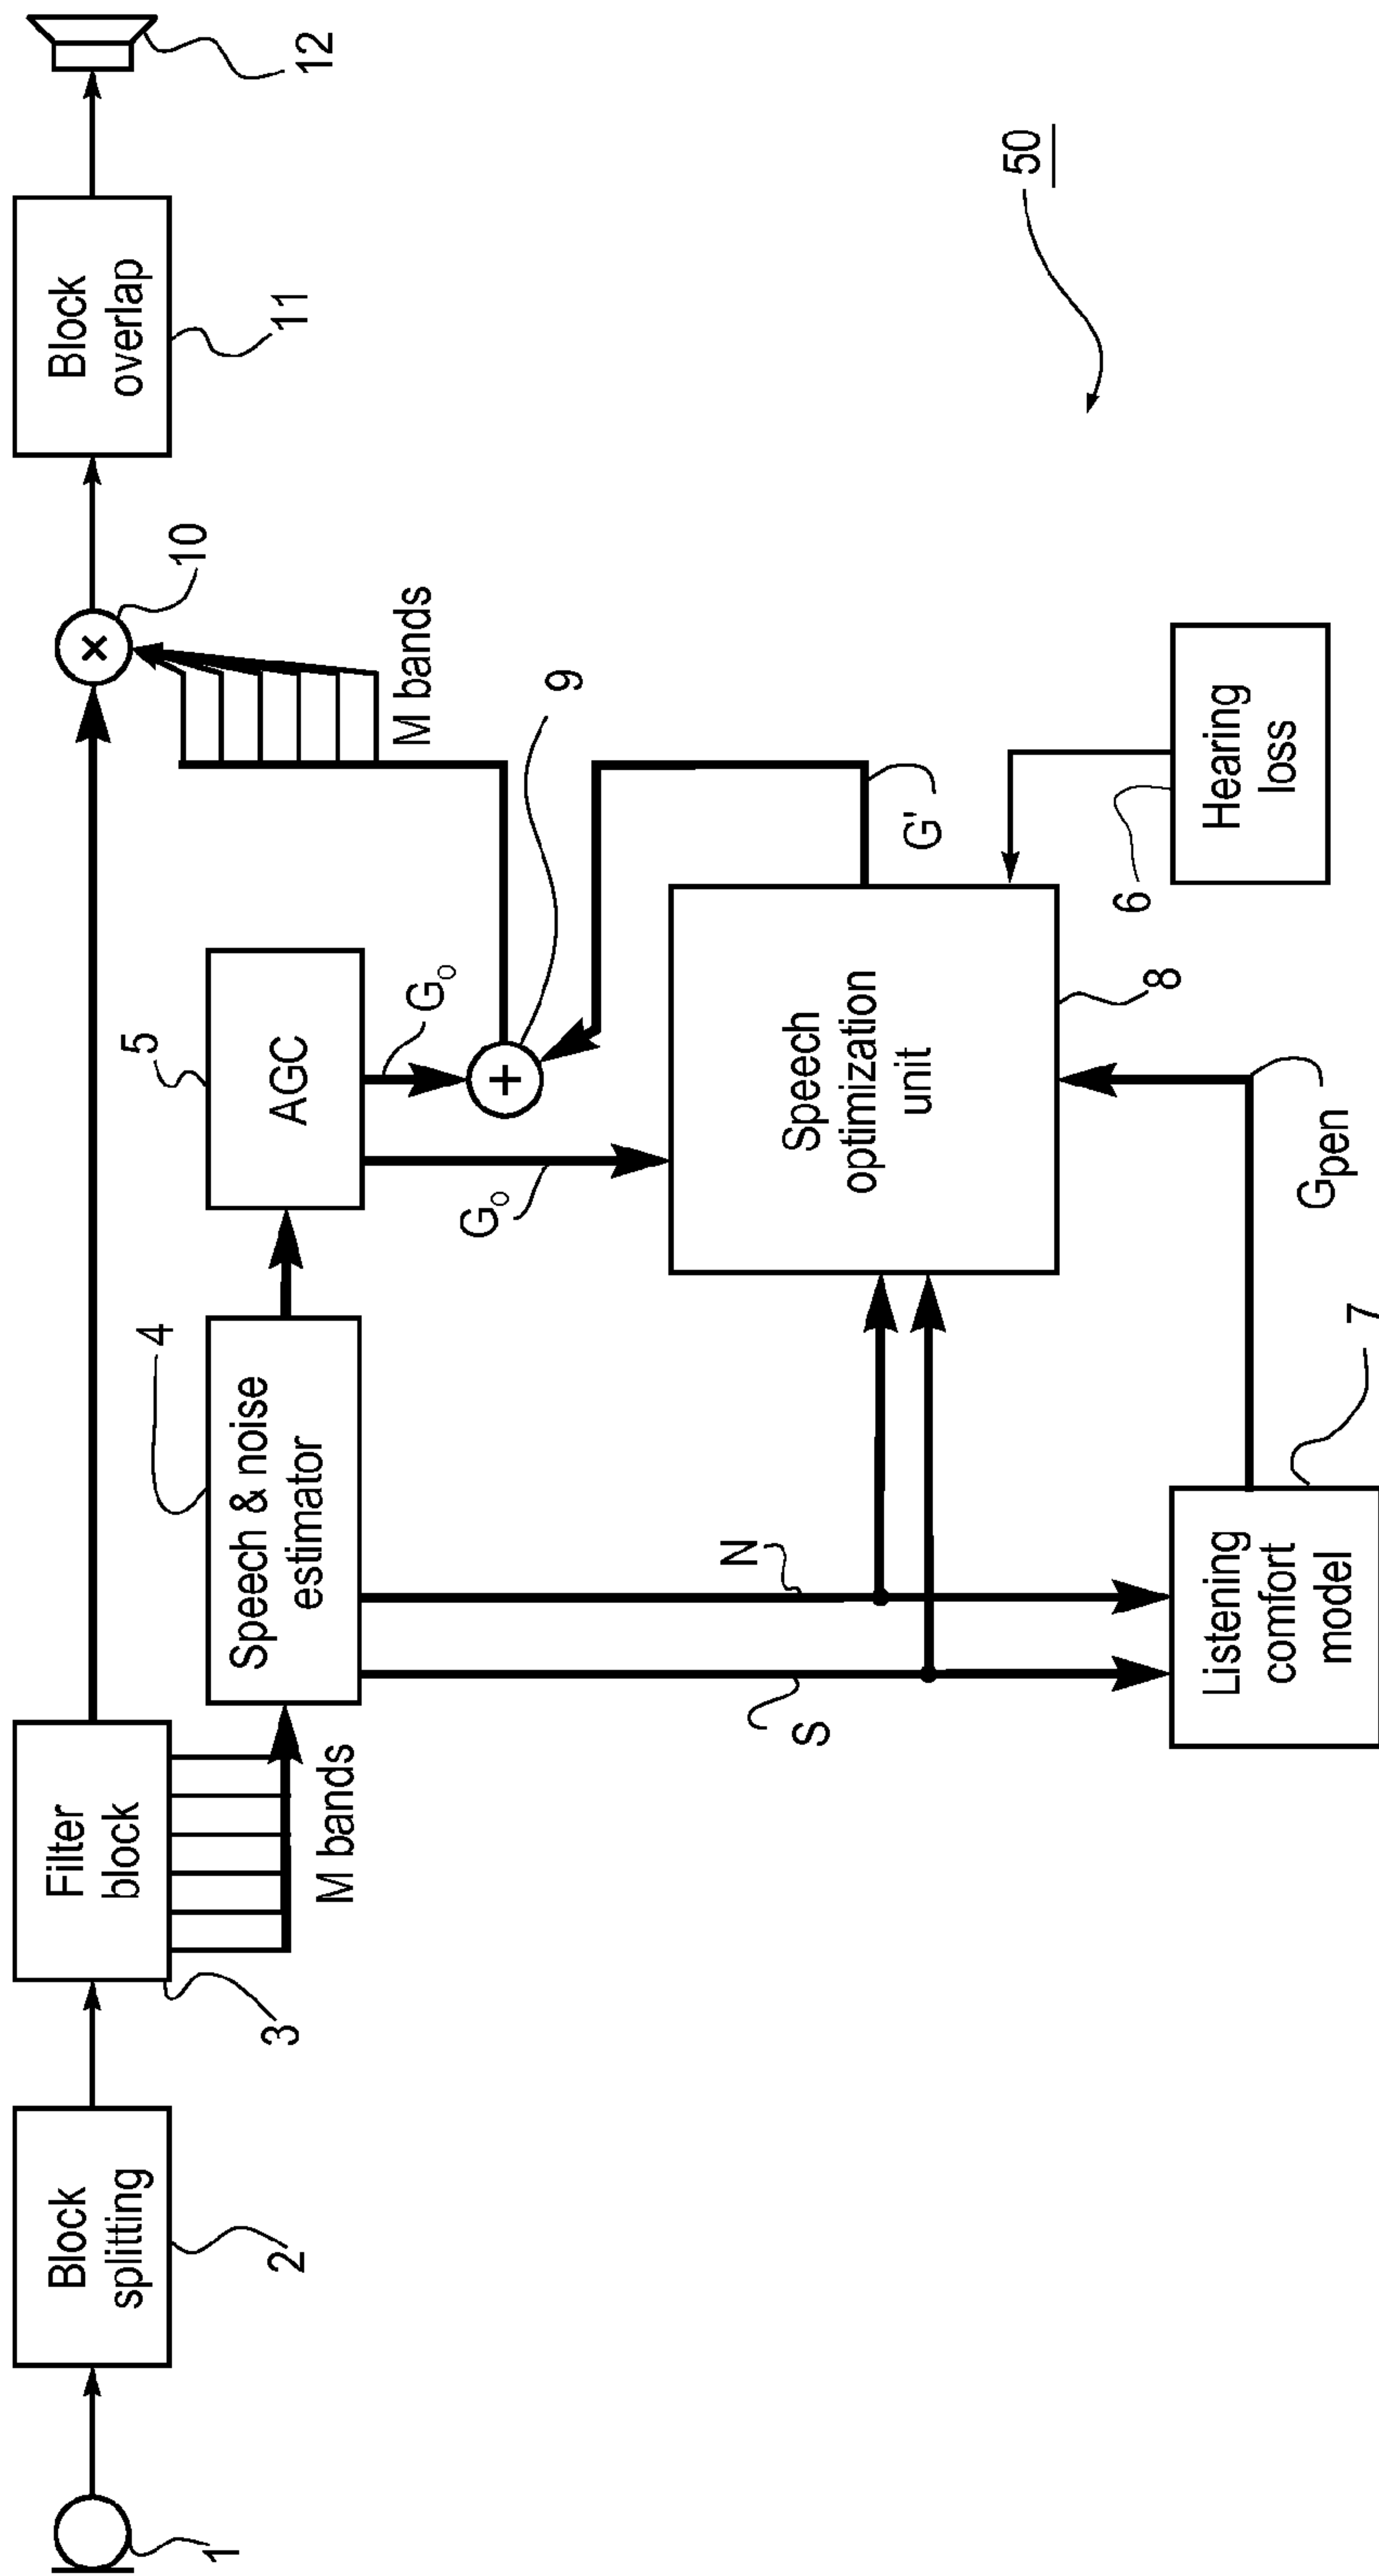 1
Block
splitting
2
Filter
block
3
M bands
Speech & noise
estimator
4
AGC
5
G₀
G₀
+
9
M bands
×
10
Block
overlap
11
12
N
S
Speech
optimization
unit
8
G'
Hearing
loss
6
Listening
comfort
model
7
Gpen
50